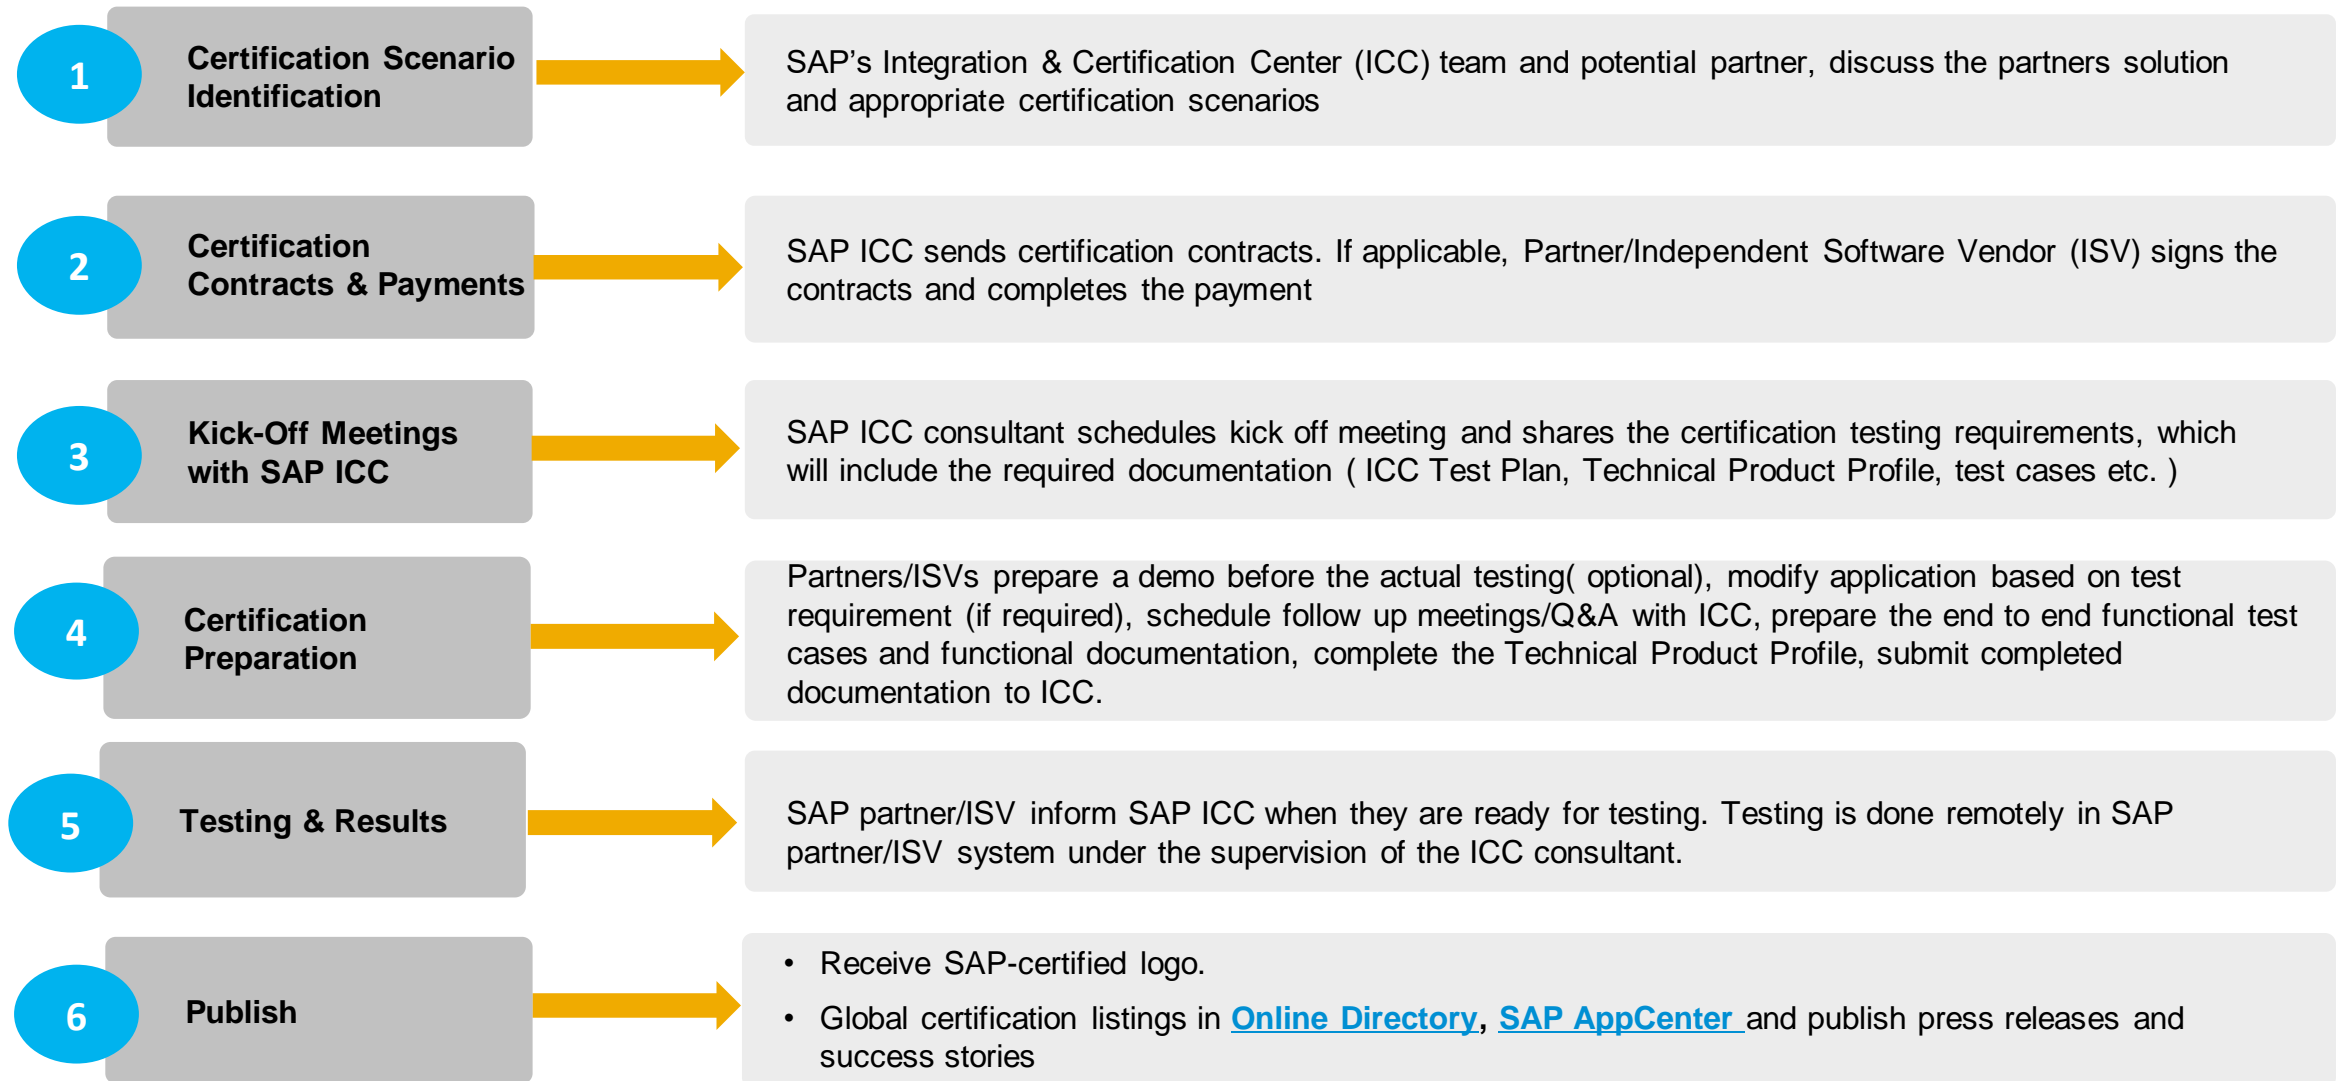 1
Certification Scenario
Identification
SAP’s Integration & Certification Center (ICC) team and potential partner, discuss the partners solution
and appropriate certification scenarios
2
Certification
Contracts & Payments
SAP ICC sends certification contracts. If applicable, Partner/Independent Software Vendor (ISV) signs the
contracts and completes the payment
3
Kick-Off Meetings
with SAP ICC
SAP ICC consultant schedules kick off meeting and shares the certification testing requirements, which
will include the required documentation ( ICC Test Plan, Technical Product Profile, test cases etc. )
4
Certification
Preparation
Partners/ISVs prepare a demo before the actual testing( optional), modify application based on test
requirement (if required), schedule follow up meetings/Q&A with ICC, prepare the end to end functional test
cases and functional documentation, complete the Technical Product Profile, submit completed
documentation to ICC.
5
Testing & Results
SAP partner/ISV inform SAP ICC when they are ready for testing. Testing is done remotely in SAP
partner/ISV system under the supervision of the ICC consultant.
6
Publish
• Receive SAP-certified logo.
• Global certification listings in Online Directory, SAP AppCenter and publish press releases and
success stories